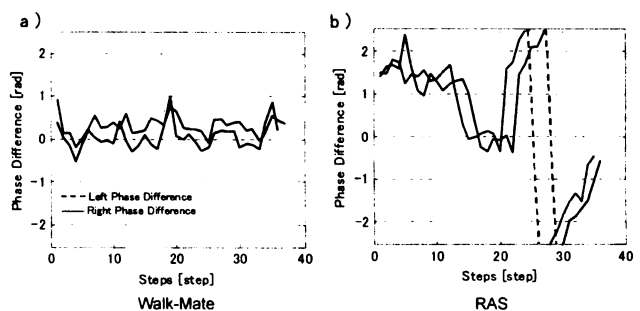 a)
Phase Difference [rad]
2
1
0
-1
-2
Left Phase Difference
Right Phase Difference
0
10
20
30
40
Steps [step]
Walk-Mate
b)
Phase Difference [rad]
2
1
0
-1
-2
0
10
20
30
40
Steps [step]
RAS